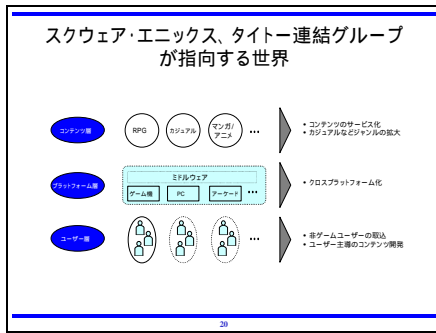 スクウェア・エニックス、タイトー連結グループ
が指向する世界
コンテンツ層
RPG
カジュアル
マンガ/
アニメ
…
• コンテンツのサービス化
• カジュアルなどジャンルの拡大
プラットフォーム層
ミドルウェア
ゲーム機
PC
アーケード
…
• クロスプラットフォーム化
ユーザー層
…
• 非ゲームユーザーの取込
• ユーザー主導のコンテンツ開発
20